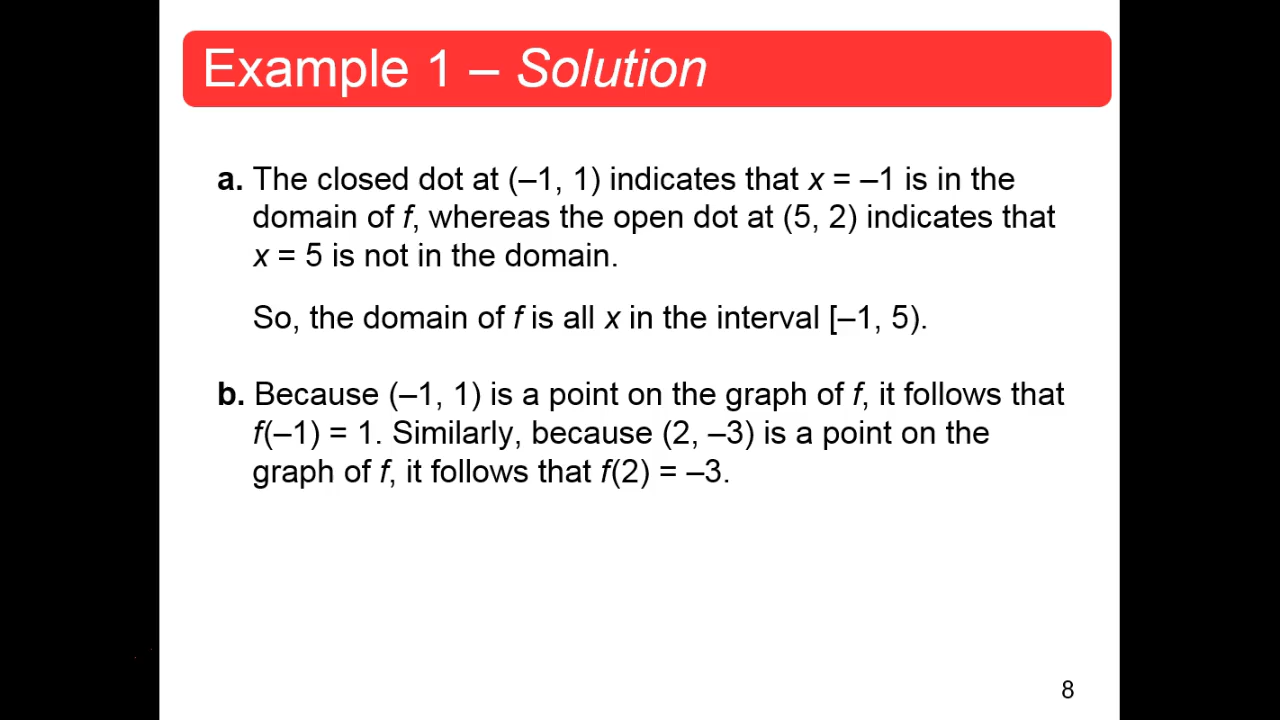 Example 1 – Solution
a. The closed dot at (–1, 1) indicates that x = –1 is in the
domain of f, whereas the open dot at (5, 2) indicates that
x = 5 is not in the domain.
So, the domain of f is all x in the interval [–1, 5).
b. Because (–1, 1) is a point on the graph of f, it follows that
f(–1) = 1. Similarly, because (2, –3) is a point on the
graph of f, it follows that f(2) = –3.
8